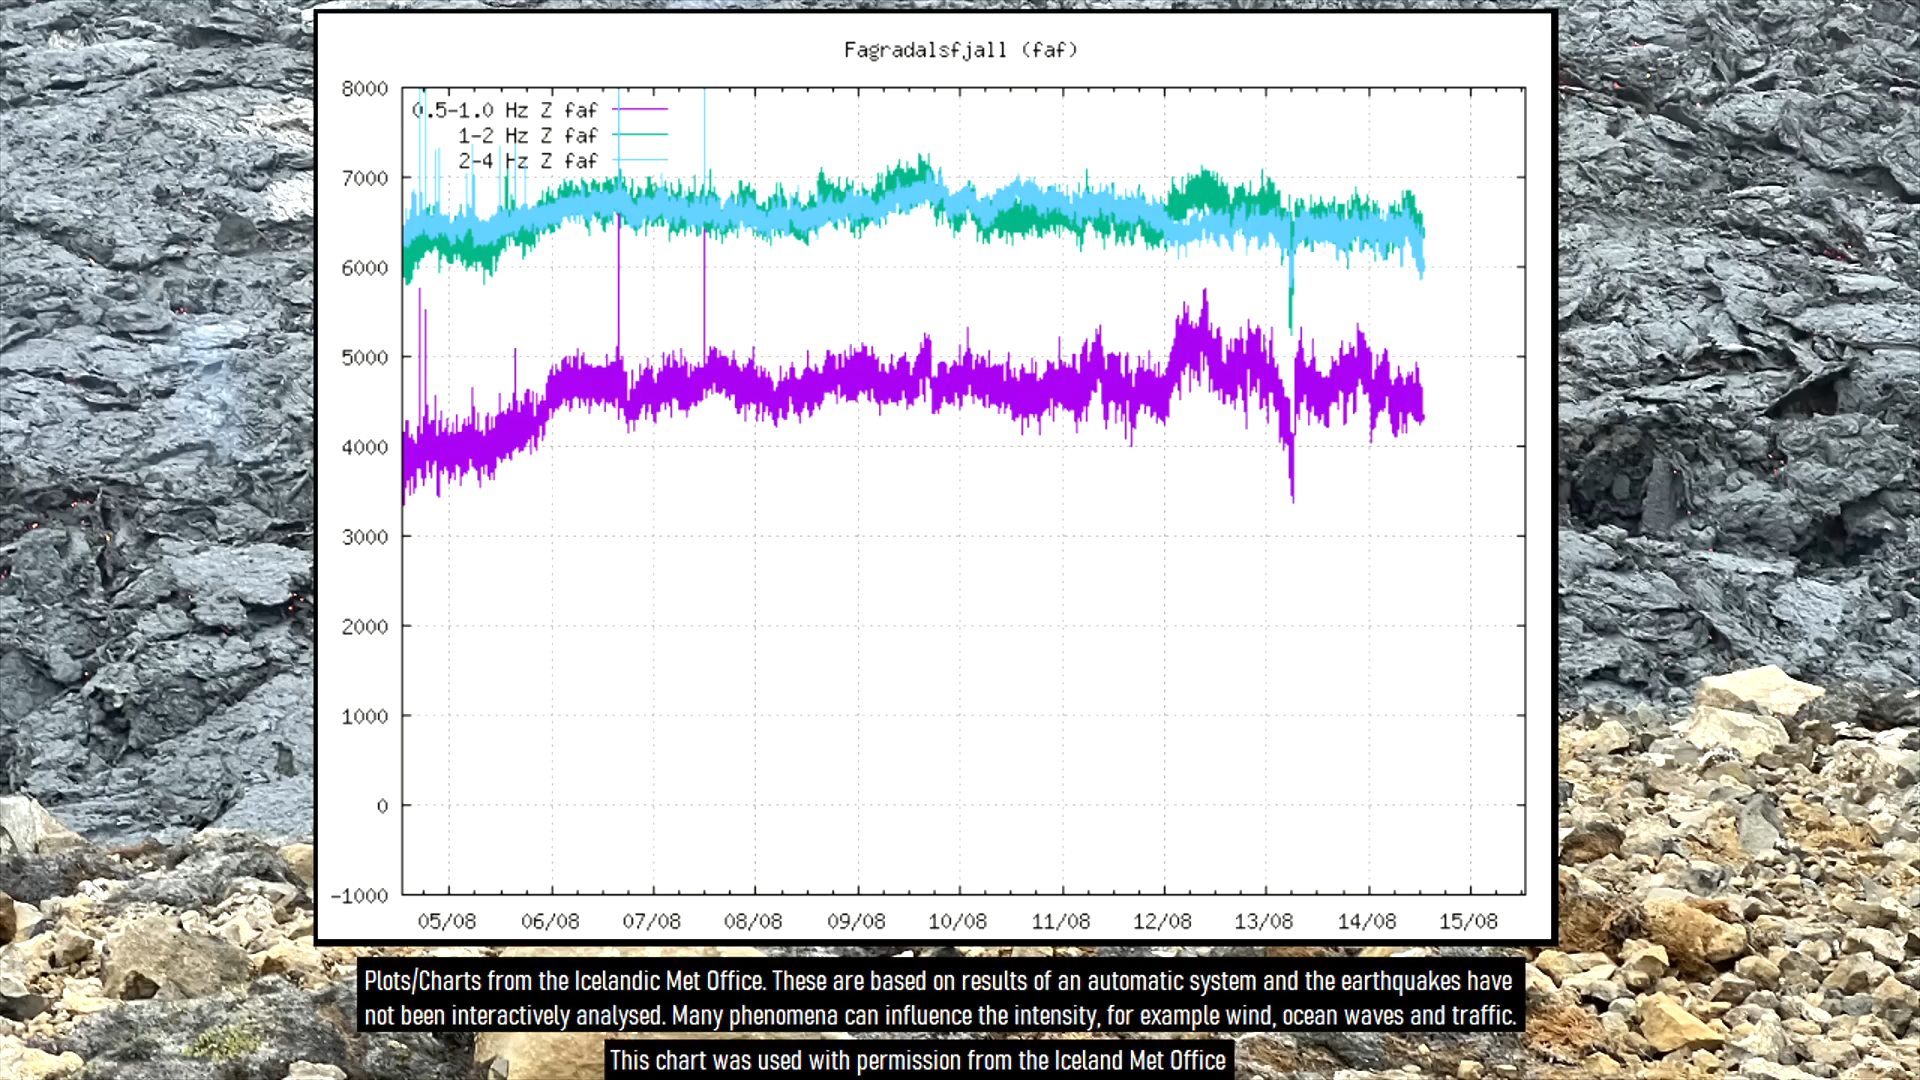 Fagradalsfjall (faf)
8000
0.5-1.0 Hz Z faf
1-2 Hz Z faf
2-4 Hz Z faf
7000
6000
5000
4000
3000
2000
1000
0
-1000
05/08 06/08 07/08 08/08 09/08 10/08 11/08 12/08 13/08 14/08 15/08
Plots/Charts from the Icelandic Met Office. These are based on results of an automatic system and the earthquakes have
not been interactively analysed. Many phenomena can influence the intensity, for example wind, ocean waves and traffic.
This chart was used with permission from the Iceland Met Office